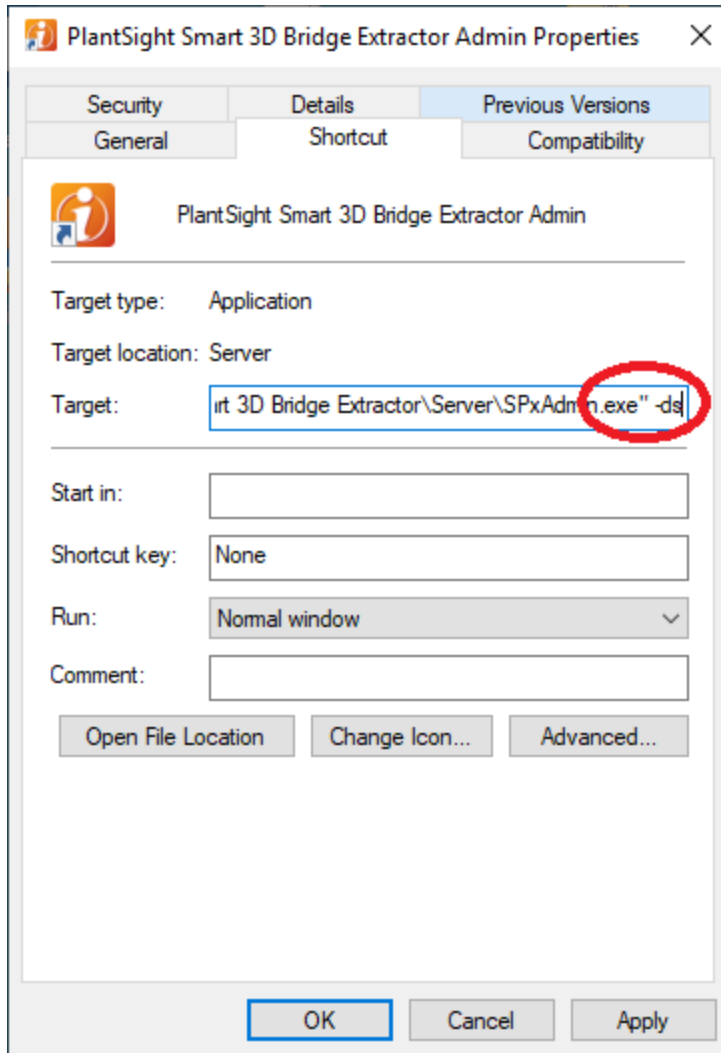 PlantSight Smart 3D Bridge Extractor Admin Properties
Security Details Previous Versions
General Shortcut Compatibility
PlantSight Smart 3D Bridge Extractor Admin
Target type: Application
Target location: Server
Target: ırt 3D Bridge Extractor\Server\SPxAdmin.exe" -ds
Start in:
Shortcut key: None
Run: Normal window
Comment:
Open File Location Change Icon... Advanced...
OK Cancel Apply